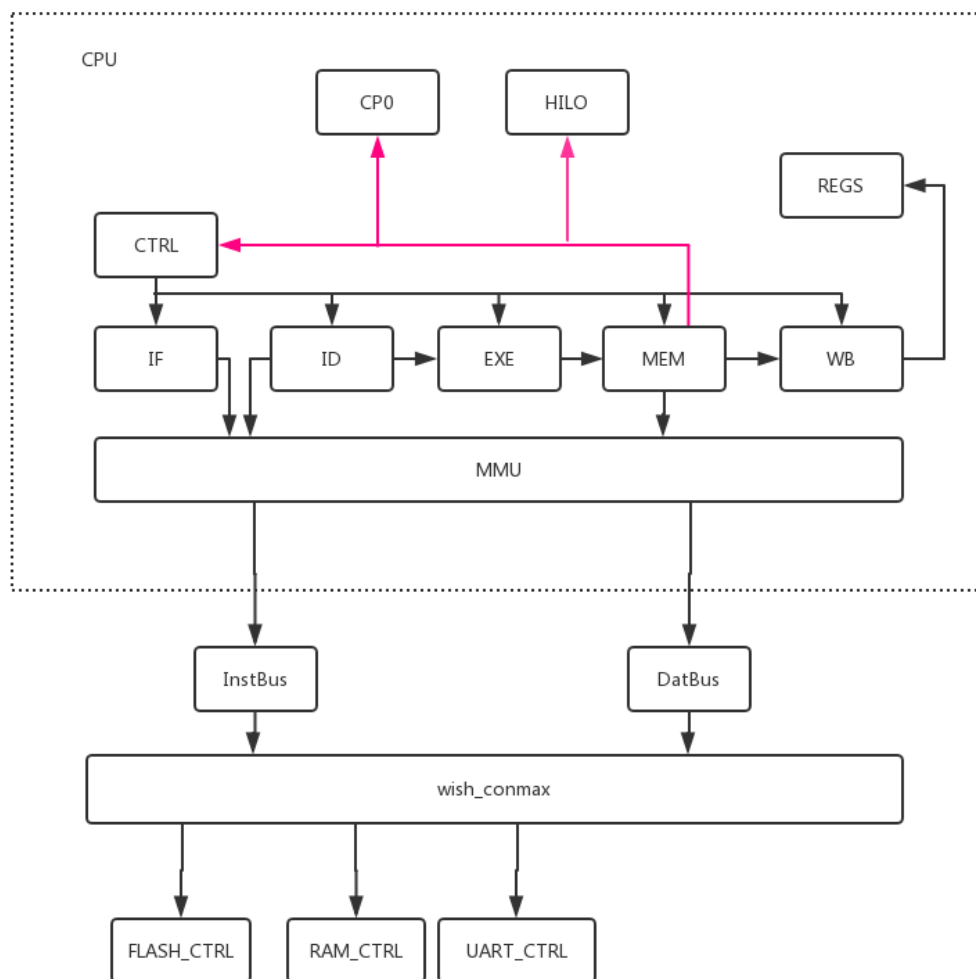 CPU
CP0
HILO
REGS
CTRL
IF
ID
EXE
MEM
WB
MMU
InstBus
DatBus
wish_conmax
FLASH_CTRL
RAM_CTRL
UART_CTRL